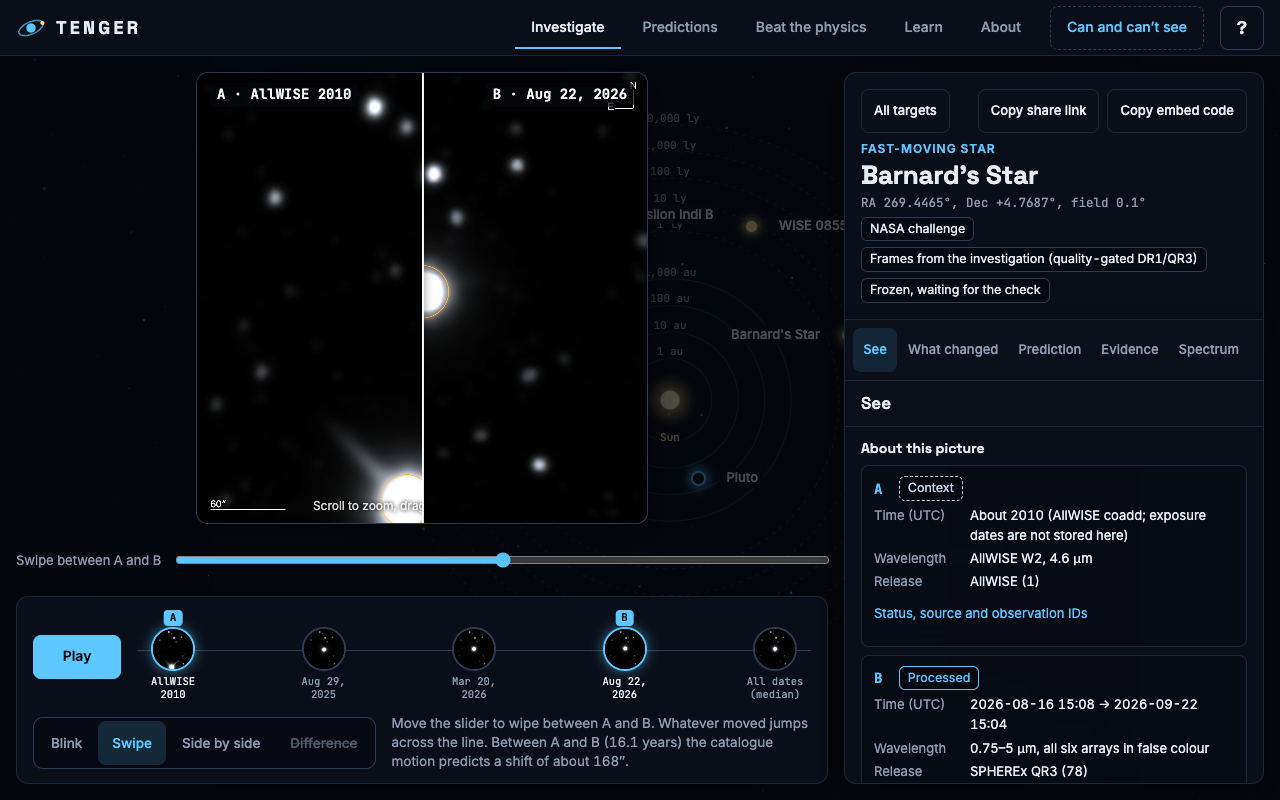 TENGER
Investigate
Predictions
Beat the physics
Learn
About
Can and can't see
?
A · AllWISE 2010
B · Aug 22, 2026
N
E
60″
Scroll to zoom, drag
0,000 ly
,000 ly
100 ly
10 ly
1 ly
silon Indi B
WISE 0855
,000 au
100 au
10 au
1 au
Barnard's Star
Sun
Pluto
Swipe between A and B
Play
A
B
AllWISE
2010
Aug 29,
2025
Mar 20,
2026
Aug 22,
2026
All dates
(median)
Blink
Swipe
Side by side
Difference
Move the slider to wipe between A and B. Whatever moved jumps
across the line. Between A and B (16.1 years) the catalogue
motion predicts a shift of about 168″.
All targets
Copy share link
Copy embed code
FAST-MOVING STAR
Barnard's Star
RA 269.4465°, Dec +4.7687°, field 0.1°
NASA challenge
Frames from the investigation (quality-gated DR1/QR3)
Frozen, waiting for the check
See
What changed
Prediction
Evidence
Spectrum
See
About this picture
A
Context
Time (UTC)
About 2010 (AllWISE coadd; exposure
dates are not stored here)
Wavelength
AllWISE W2, 4.6 µm
Release
AllWISE (1)
Status, source and observation IDs
B
Processed
Time (UTC)
2026-08-16 15:08 → 2026-09-22
15:04
Wavelength
0.75–5 µm, all six arrays in false colour
Release
SPHEREx QR3 (78)